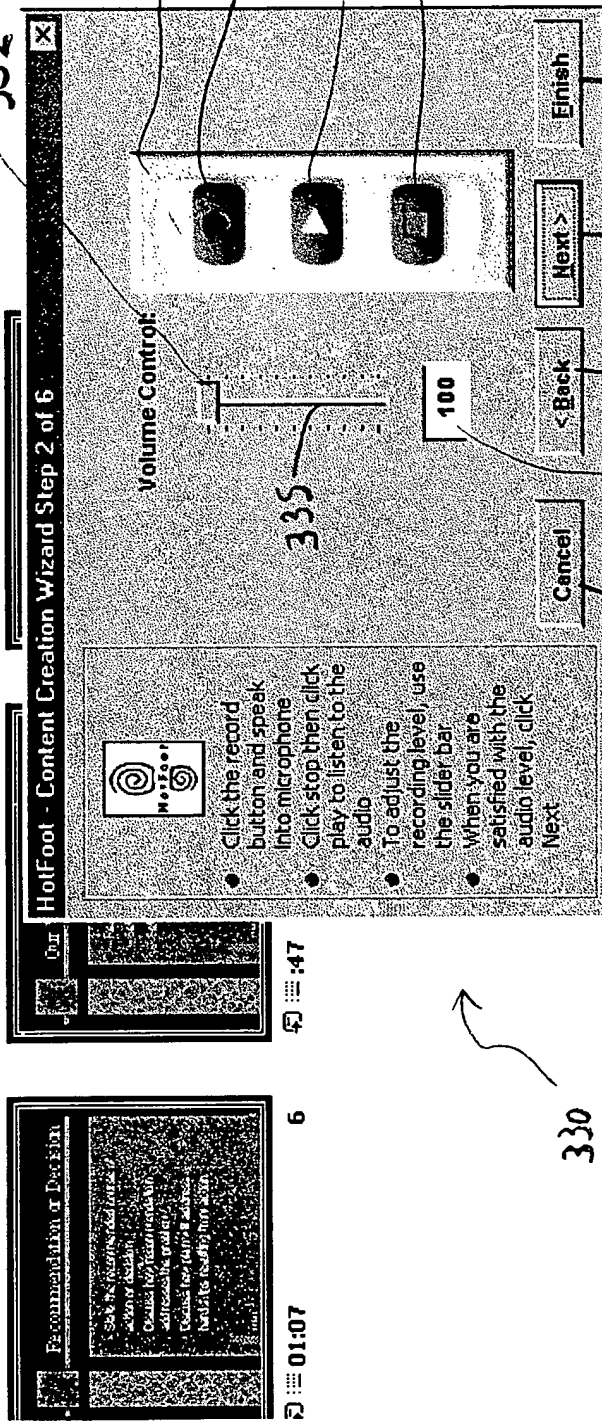 HotFoot - Content Creation Wizard Step 2 of 6
HotFoot
Click the record
button and speak
into microphone
Click stop then click
play to listen to the
audio
To adjust the
recording level, use
the slider bar
When you are
satisfied with the
audio level, click
Next
Volume Control:
335
100
Cancel
< Back
Next >
Finish
Our
:47
Recommendation or Decision
01:07
6
330